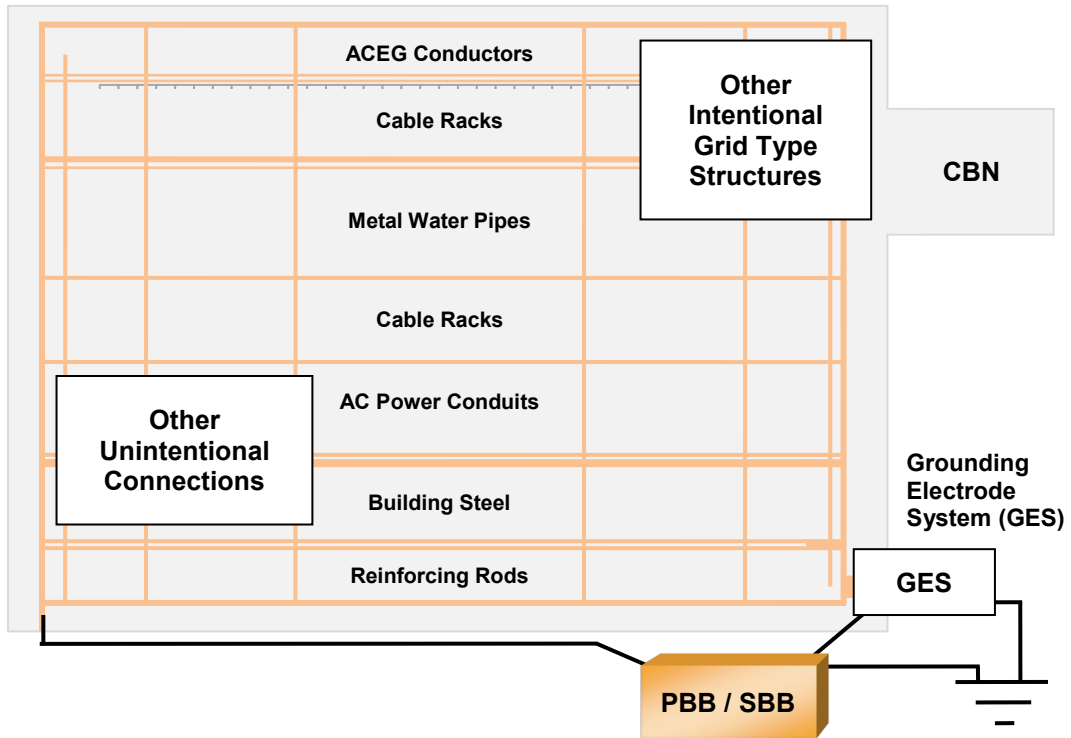 ACEG Conductors
Other
Intentional
Grid Type
Structures
Cable Racks
CBN
Metal Water Pipes
Cable Racks
AC Power Conduits
Other
Unintentional
Connections
Grounding
Electrode
System (GES)
Building Steel
Reinforcing Rods
GES
PBB / SBB